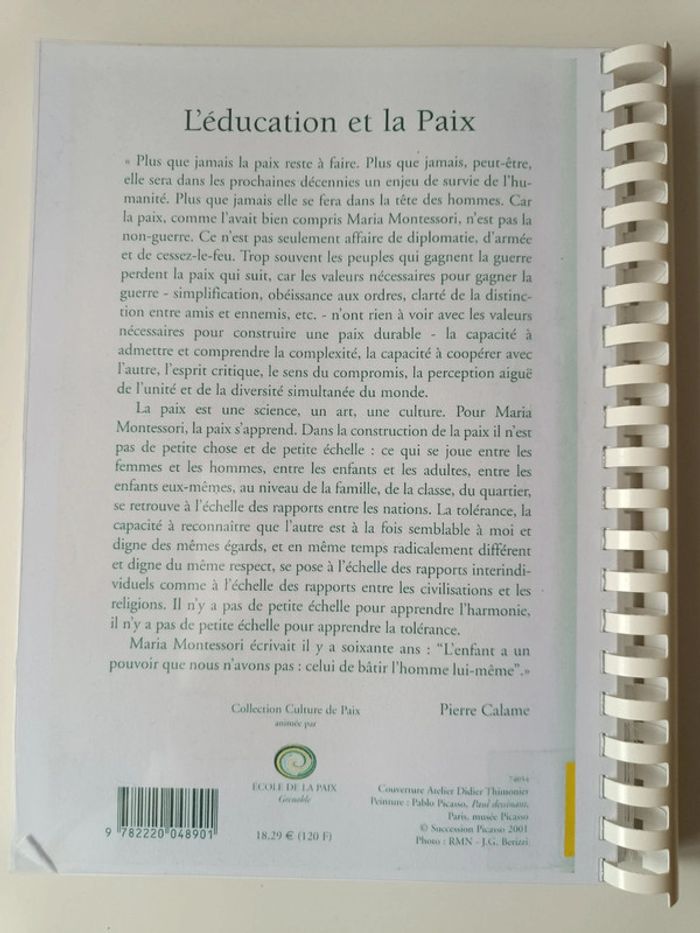 L'éducation et la Paix
« Plus que jamais la paix reste à faire. Plus que jamais, peut-être,
elle sera dans les prochaines décennies un enjeu de survie de l'hu-
manité. Plus que jamais elle se fera dans la tête des hommes. Car
la paix, comme l'avait bien compris Maria Montessori, n'est pas la
non-guerre. Ce n'est pas seulement affaire de diplomatie, d'armée
et de cessez-le-feu. Trop souvent les peuples qui gagnent la guerre
perdent la paix qui suit, car les valeurs nécessaires pour gagner la
guerre - simplification, obéissance aux ordres, clarté de la distinc-
tion entre amis et ennemis, etc. - n'ont rien à voir avec les valeurs
nécessaires pour construire une paix durable - la capacité à
admettre et comprendre la complexité, la capacité à coopérer avec
l'autre, l'esprit critique, le sens du compromis, la perception aiguë
de l'unité et de la diversité simultanée du monde.
La paix est une science, un art, une culture. Pour Maria
Montessori, la paix s'apprend. Dans la construction de la paix il n'est
pas de petite chose et de petite échelle : ce qui se joue entre les
femmes et les hommes, entre les enfants et les adultes, entre les
enfants eux-mêmes, au niveau de la famille, de la classe, du quartier,
se retrouve à l'échelle des rapports entre les nations. La tolérance, la
capacité à reconnaître que l'autre est à la fois semblable à moi et
digne des mêmes égards, et en même temps radicalement différent
et digne du même respect, se pose à l'échelle des rapports interindi-
viduels comme à l'échelle des rapports entre les civilisations et les
religions. Il n'y a pas de petite échelle pour apprendre l'harmonie,
il n'y a pas de petite échelle pour apprendre la tolérance.
Maria Montessori écrivait il y a soixante ans : "L'enfant a un
pouvoir que nous n'avons pas : celui de bâtir l'homme lui-même".»
Pierre Calame
Collection Culture de Paix
animée par
ÉCOLE DE LA PAIX
Grenoble
18,29 € (120 F)
9 782220 048901
74054
Couverture Atelier Didier Thimonier
Peinture : Pablo Picasso, Paul dessinant,
Paris, musée Picasso
© Succession Picasso 2001
Photo : RMN - J.G. Berizzi